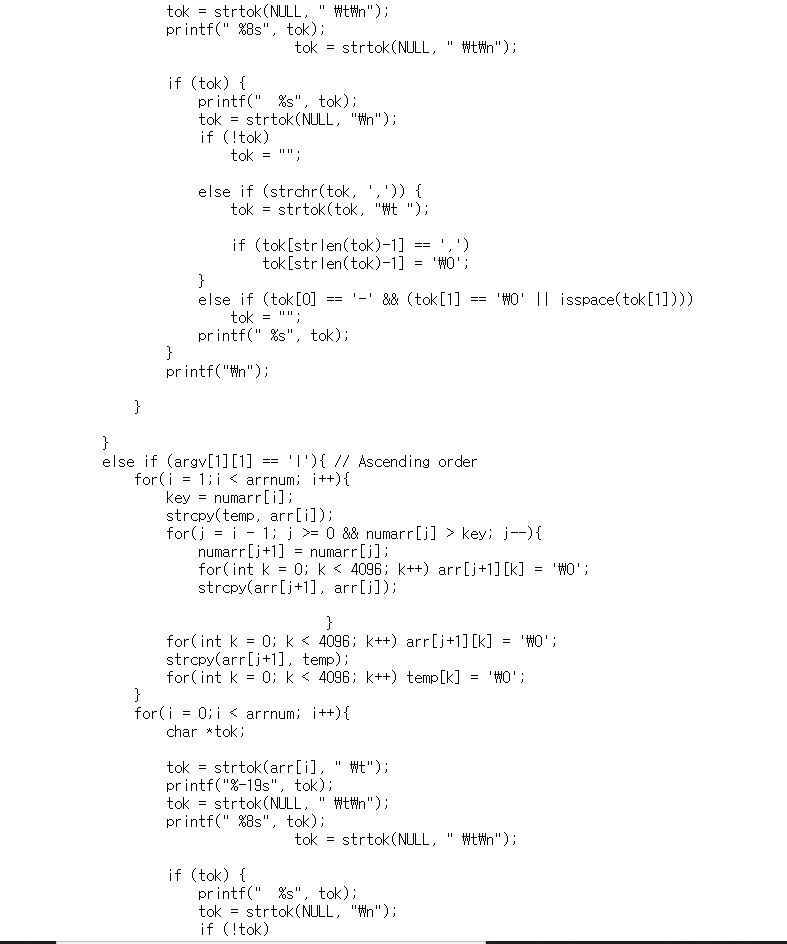 tok = strtok(NULL, " ₩t₩n");
printf(" %8s", tok);
tok = strtok(NULL, " ₩t₩n");
if (tok) {
printf("  %s", tok);
tok = strtok(NULL, "₩n");
if (!tok)
tok = "";
else if (strchr(tok, ',')) {
tok = strtok(tok, "₩t ");
if (tok[strlen(tok)-1] == ',')
tok[strlen(tok)-1] = '₩0';
}
else if (tok[0] == '-' && (tok[1] == '₩0' || isspace(tok[1])))
tok = "";
printf(" %s", tok);
}
printf("₩n");
}
}
else if (argv[1][1] == 'l'){ // Ascending order
for(i = 1;i < arrnum; i++){
key = numarr[i];
strcpy(temp, arr[i]);
for(j = i - 1; j >= 0 && numarr[j] > key; j--){
numarr[j+1] = numarr[j];
for(int k = 0; k < 4096; k++) arr[j+1][k] = '₩0';
strcpy(arr[j+1], arr[j]);
}
for(int k = 0; k < 4096; k++) arr[j+1][k] = '₩0';
strcpy(arr[j+1], temp);
for(int k = 0; k < 4096; k++) temp[k] = '₩0';
}
for(i = 0;i < arrnum; i++){
char *tok;
tok = strtok(arr[i], " ₩t");
printf("%-19s", tok);
tok = strtok(NULL, " ₩t₩n");
printf(" %8s", tok);
tok = strtok(NULL, " ₩t₩n");
if (tok) {
printf("  %s", tok);
tok = strtok(NULL, "₩n");
if (!tok)